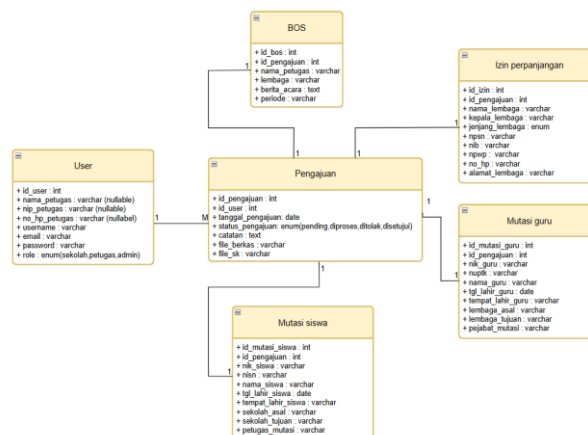 BOS
+ id_bos : int
+ id_pengajuan : int
+ nama_petugas : varchar
+ lembaga : varchar
+ berita_acara : text
+ periode : varchar
Izin perpanjangan
+ id_izin : int
+ id_pengajuan : int
+ nama_lembaga : varchar
+ kepala_lembaga : varchar
+ jenjang_lembaga : enum
+ npsn : varchar
+ nib : varchar
+ npwp : varchar
+ no_hp : varchar
+ alamat_lembaga : varchar
User
+ id_user : int
+ nama_petugas : varchar (nullable)
+ nip_petugas : varchar (nullable)
+ no_hp_petugas : varchar (nullabel)
+ username : varchar
+ email : varchar
+ password : varchar
+ role : enum(sekolah,petugas,admin)
Pengajuan
+ id_pengajuan : int
+ id_user : int
+ tanggal_pengajuan : date
+ status_pengajuan : enum(pending,diproses,ditolak,disetujui)
+ catatan : text
+ file_berkas : varchar
+ file_sk : varchar
Mutasi guru
+ id_mutasi_guru : int
+ id_pengajuan : int
+ nik_guru : varchar
+ nuptk : varchar
+ nama_guru : varchar
+ tgl_lahir_guru : date
+ tempat_lahir_guru : varchar
+ lembaga_asal : varchar
+ lembaga_tujuan : varchar
+ pejabat_mutasi : varchar
Mutasi siswa
+ id_mutasi_siswa : int
+ id_pengajuan : int
+ nik_siswa : varchar
+ nisn : varchar
+ nama_siswa : varchar
+ tgl_lahir_siswa : date
+ tempat_lahir_siswa : varchar
+ sekolah_asal : varchar
+ sekolah_tujuan : varchar
+ petugas_mutasi : varchar
1
1
1
1
1
M
1
1
1
1